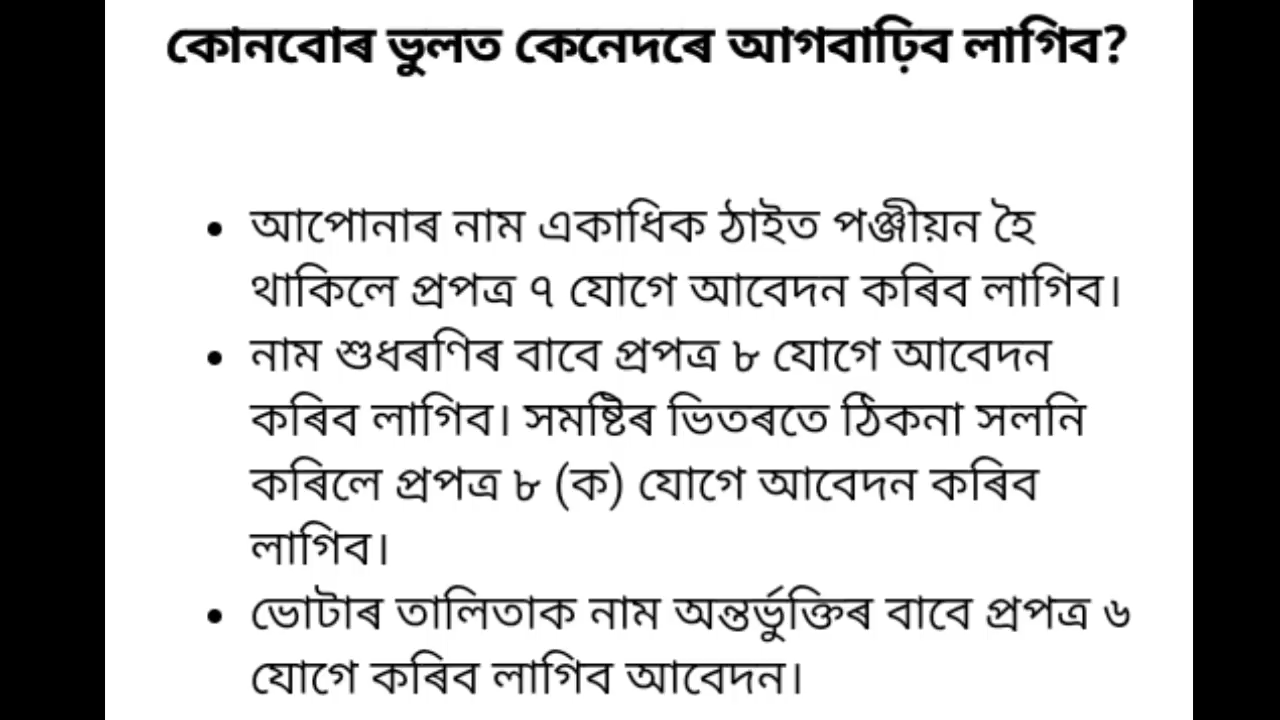 কোনবোৰ ভুলত কেনেদৰে আগবাঢ়িব লাগিব?
• আপোনাৰ নাম একাধিক ঠাইত পঞ্জীয়ন হৈ
থাকিলে প্ৰপত্ৰ ৭ যোগে আবেদন কৰিব লাগিব।
• নাম শুধৰণিৰ বাবে প্ৰপত্ৰ ৮ যোগে আবেদন
কৰিব লাগিব। সমষ্টিৰ ভিতৰতে ঠিকনা সলনি
কৰিলে প্ৰপত্ৰ ৮ (ক) যোগে আবেদন কৰিব
লাগিব।
• ভোটাৰ তালিতাক নাম অন্তৰ্ভুক্তিৰ বাবে প্ৰপত্ৰ ৬
যোগে কৰিব লাগিব আবেদন।